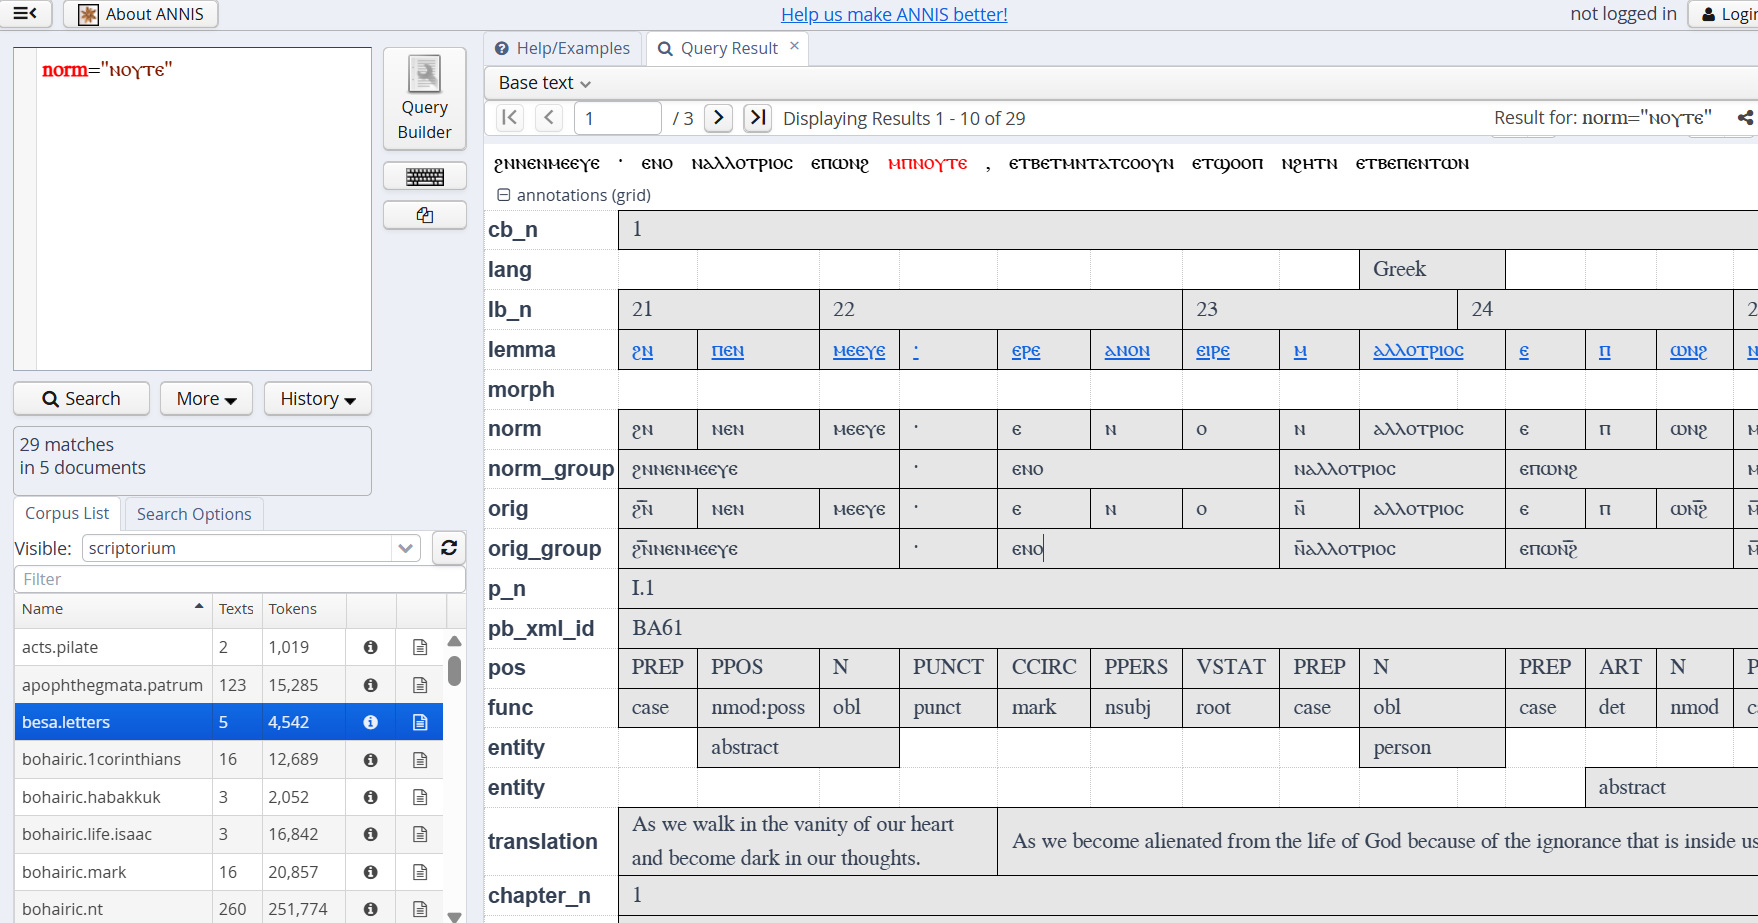 About ANNIS
Help us make ANNIS better!
not logged in
norm="ⲛⲟⲩⲧⲉ"
Query
Builder
Search
More
History
29 matches
in 5 documents
Corpus List
Search Options
Visible: scriptorium
Filter
Name Texts Tokens
acts.pilate 2 1,019
apophthegmata.patrum 123 15,285
besa.letters 5 4,542
bohairic.1corinthians 16 12,689
bohairic.habakkuk 3 2,052
bohairic.life.isaac 3 16,842
bohairic.mark 16 20,857
bohairic.nt 260 251,774
Help/Examples
Query Result
Base text
1 / 3 Displaying Results 1 - 10 of 29
Result for: norm="ⲛⲟⲩⲧⲉ"
ϩⲛⲛⲉⲛⲙⲉⲉⲩⲉ · ⲉⲛⲟ ⲛⲁⲗⲗⲟⲧⲣⲓⲟⲥ ⲉⲡⲱⲛϩ ⲙⲡⲛⲟⲩⲧⲉ , ⲉⲧⲃⲉⲧⲙⲛⲧⲁⲧⲥⲟⲟⲩⲛ ⲉⲧϣⲟⲟⲡ ⲛϩⲏⲧⲛ ⲉⲧⲃⲉⲡⲉⲛⲧⲱⲛ
annotations (grid)
cb_n 1
lang Greek
lb_n 21 22 23 24 2
lemma ϩⲛ ⲡⲉⲛ ⲙⲉⲉⲩⲉ · ⲉⲣⲉ ⲁⲛⲟⲛ ⲉⲓⲣⲉ ⲙ ⲁⲗⲗⲟⲧⲣⲓⲟⲥ ⲉ ⲡ ⲱⲛϩ
morph
norm ϩⲛ ⲛⲉⲛ ⲙⲉⲉⲩⲉ · ⲉ ⲛ ⲟ ⲛ ⲁⲗⲗⲟⲧⲣⲓⲟⲥ ⲉ ⲡ ⲱⲛϩ
norm_group ϩⲛⲛⲉⲛⲙⲉⲉⲩⲉ · ⲉⲛⲟ ⲛⲁⲗⲗⲟⲧⲣⲓⲟⲥ ⲉⲡⲱⲛϩ
orig ϩⲛ̅ ⲛⲉⲛ ⲙⲉⲉⲩⲉ · ⲉ ⲛ ⲟ ⲛ̅ ⲁⲗⲗⲟⲧⲣⲓⲟⲥ ⲉ ⲡ ⲱⲛϩ̅
orig_group ϩⲛ̅ⲛⲉⲛⲙⲉⲉⲩⲉ · ⲉⲛⲟ ⲛ̅ⲁⲗⲗⲟⲧⲣⲓⲟⲥ ⲉⲡⲱⲛϩ̅
p_n I.1
pb_xml_id BA61
pos PREP PPOS N PUNCT CCIRC PPERS VSTAT PREP N PREP ART N
func case nmod:poss obl punct mark nsubj root case obl case det nmod
entity abstract person
entity abstract
translation As we walk in the vanity of our heart
and become dark in our thoughts.
As we become alienated from the life of God because of the ignorance that is inside us
chapter_n 1